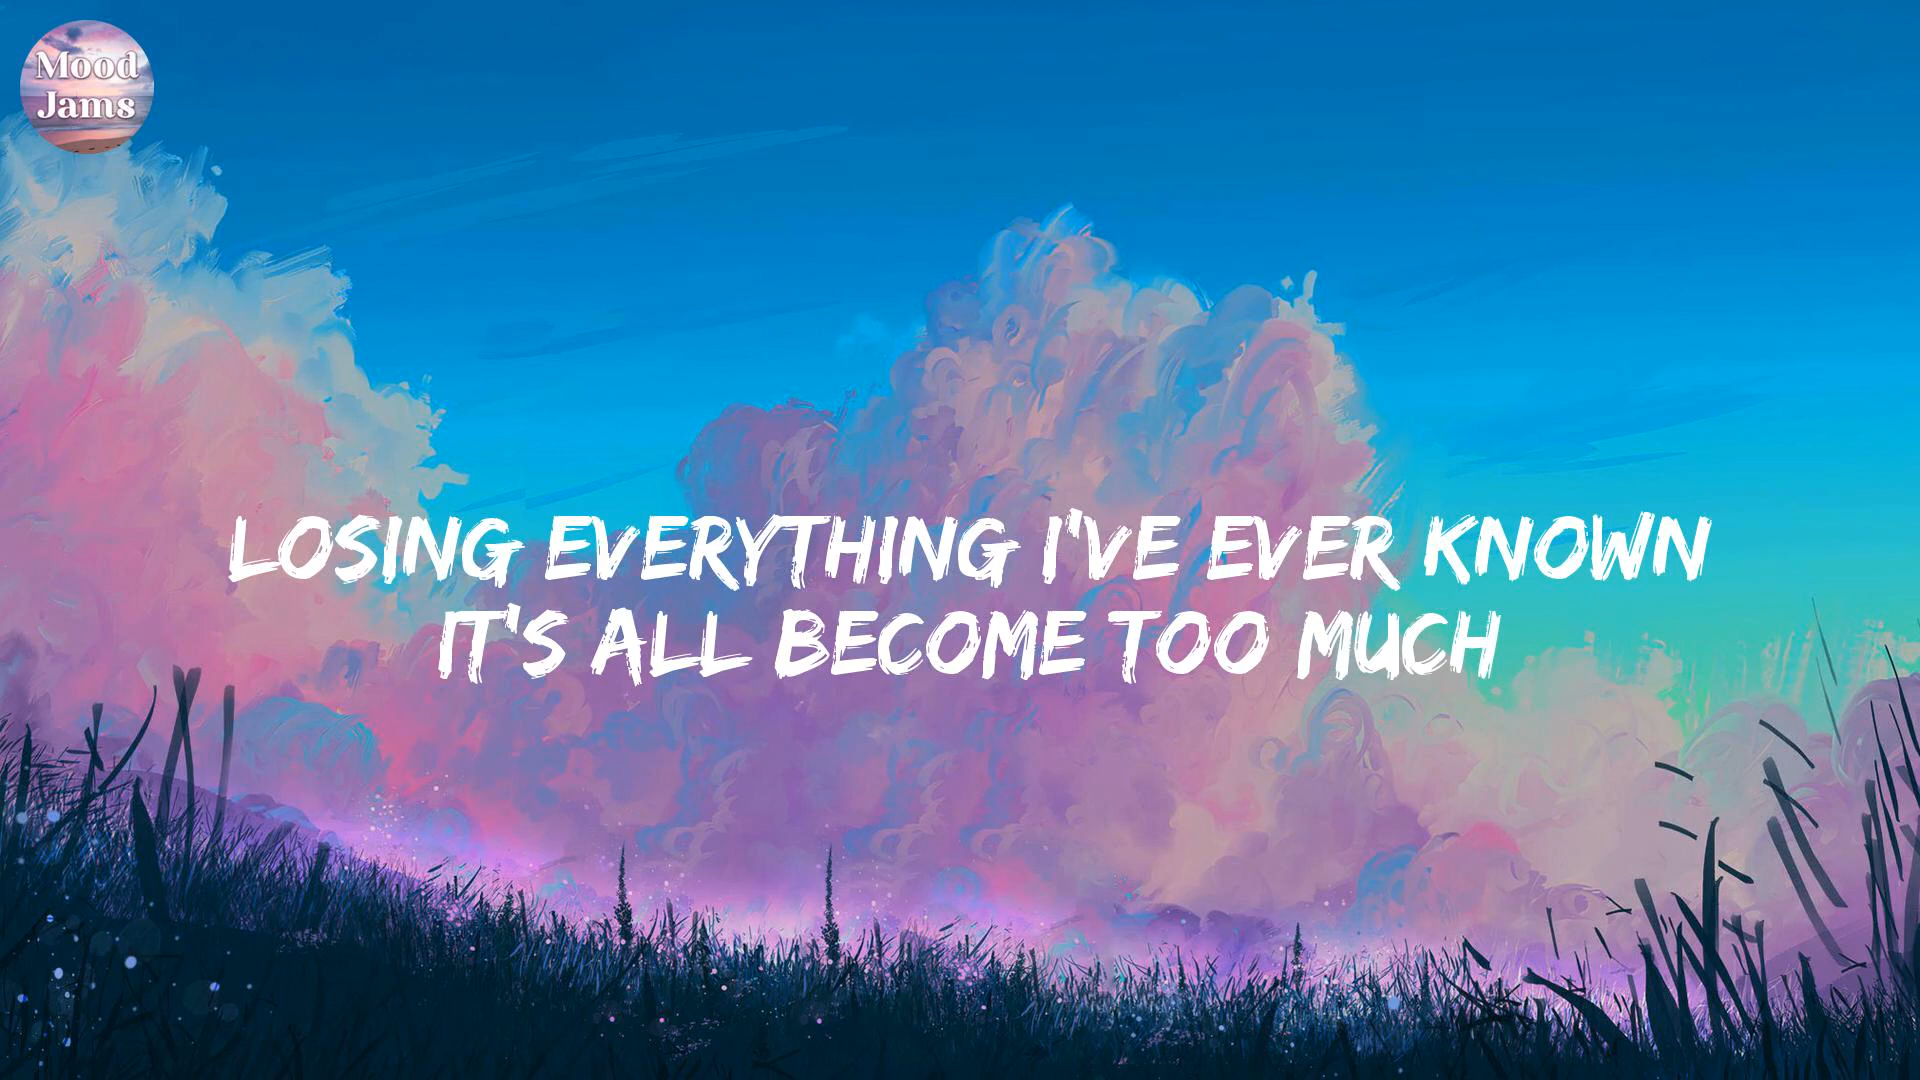 Mood
Jams
LOSING EVERYTHING I'VE EVER KNOWN
IT'S ALL BECOME TOO MUCH